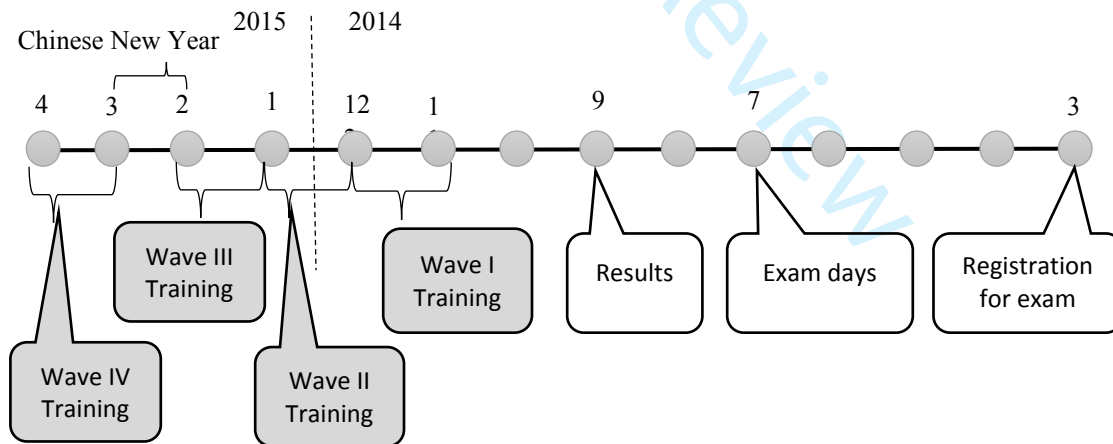 2015 2014
Chinese New Year
4 3 2 1 12 1 9 7 3
Wave III
Training
Wave I
Training
Results
Exam days
Registration
for exam
Wave IV
Training
Wave II
Training
eview